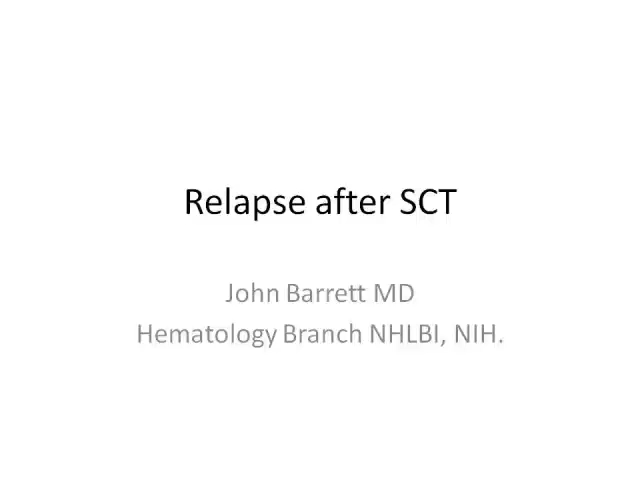 Relapse after SCT
John Barrett MD
Hematology Branch NHLBI, NIH.